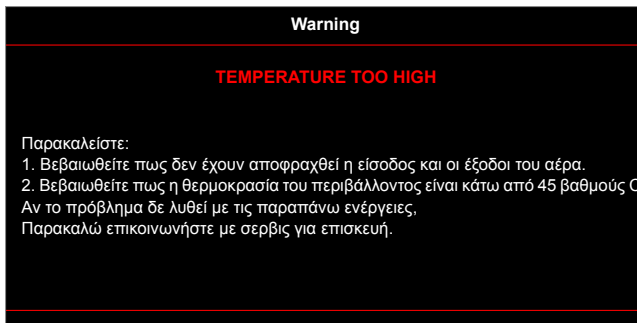 Warning
TEMPERATURE TOO HIGH
Παρακαλείστε:
1. Βεβαιωθείτε πως δεν έχουν αποφραχθεί η είσοδος και οι έξοδοι του αέρα.
2. Βεβαιωθείτε πως η θερμοκρασία του περιβάλλοντος είναι κάτω από 45 βαθμούς C
Αν το πρόβλημα δε λυθεί με τις παραπάνω ενέργειες,
Παρακαλώ επικοινωνήστε με σερβις για επισκευή.